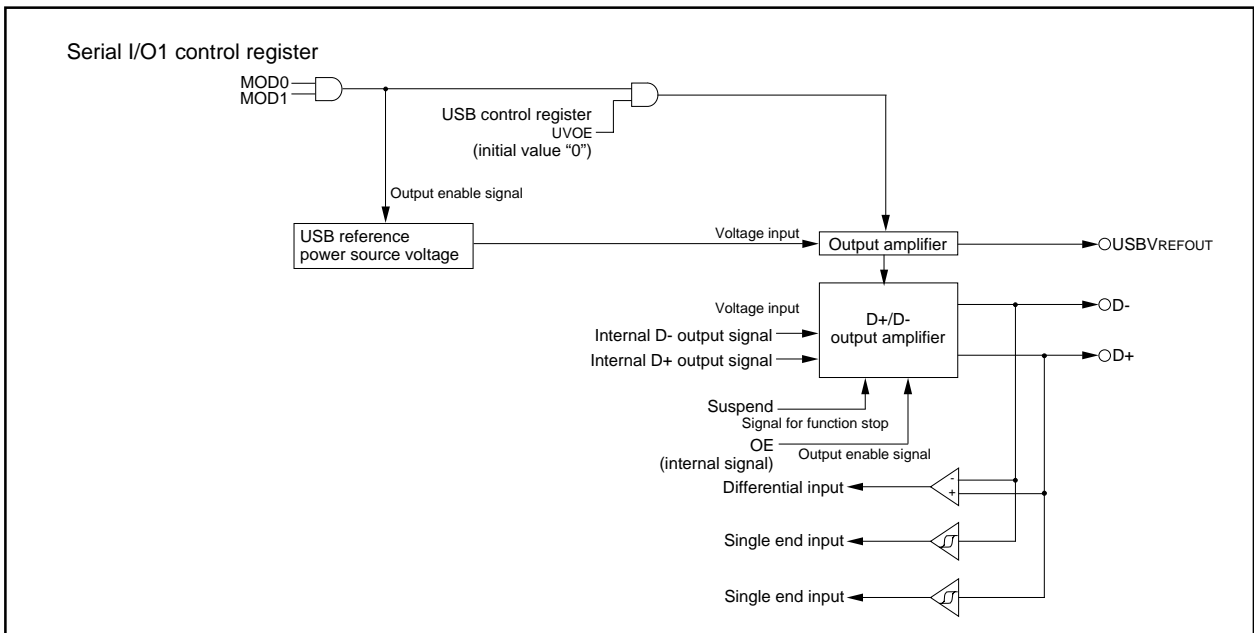 Serial I/O1 control register
MOD0
MOD1
USB control register
UVOE
(initial value “0”)
Output enable signal
USB reference
power source voltage
Voltage input
Output amplifier
USBVREFOUT
Voltage input
D+/D-
output amplifier
Internal D- output signal
Internal D+ output signal
D-
D+
Suspend
Signal for function stop
OE
(internal signal)
Output enable signal
Differential input
-
+
Single end input
Single end input